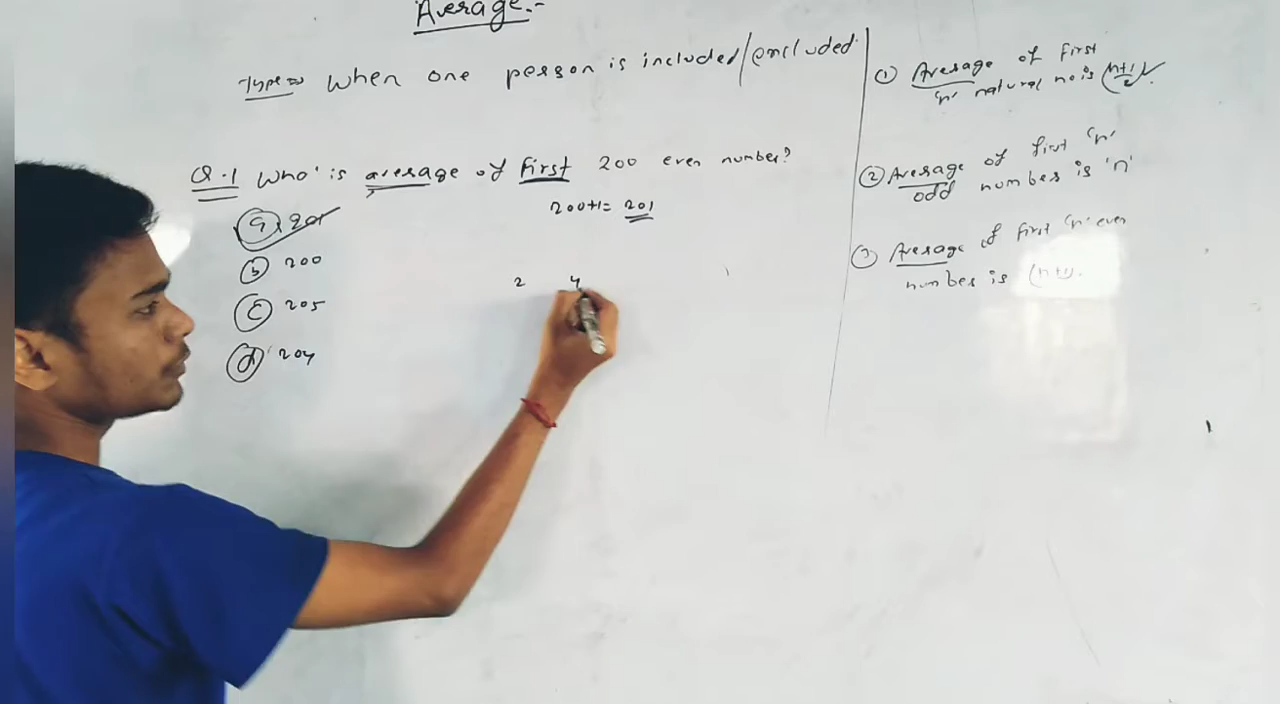 Average :-
Type ⇒ When one person is included/excluded.
Q.1 Wha' is average of first 200 even number?
200+1= 201
(a) 201
(b) 200
(c) 205
(d) 204
2 4
① Average of first
'n' natural no is (n+1/2).
② Average of first 'n'
odd numbers is 'n'
③ Average of first 'n' even
numbers is (n+1).